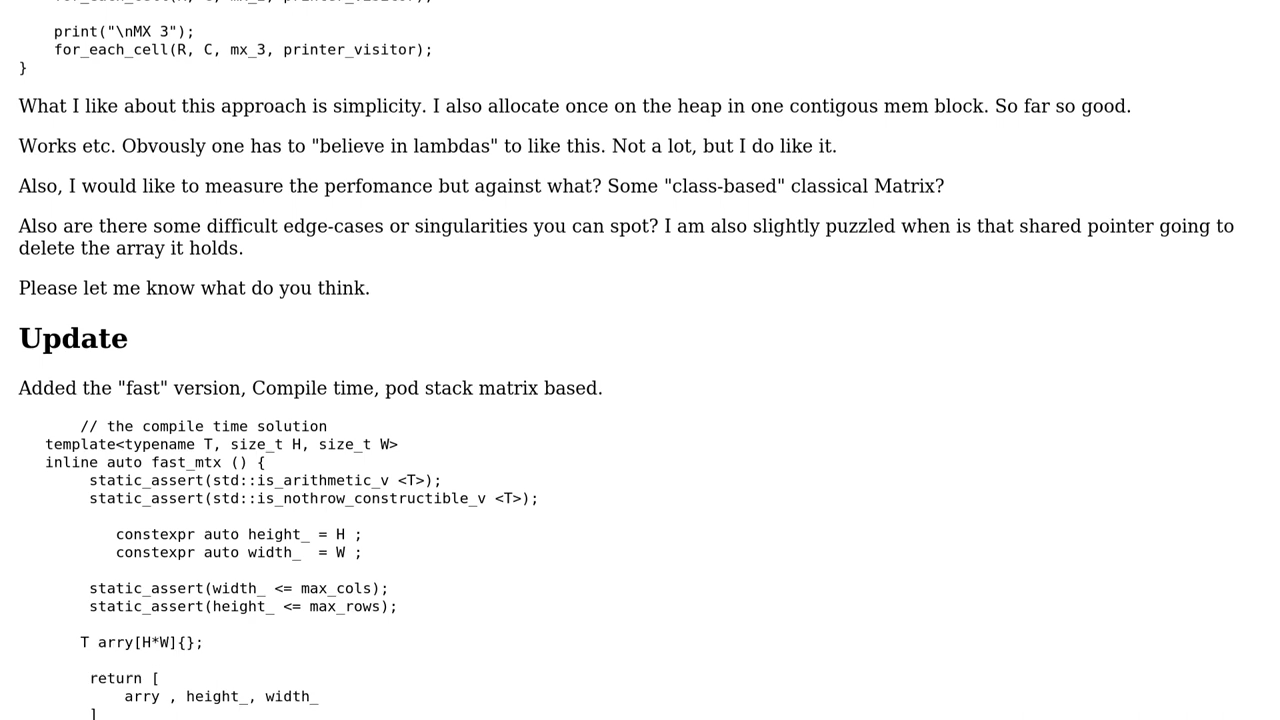 for_each_cell(R, C, mx_2, printer_visitor);
print("\nMX 3");
for_each_cell(R, C, mx_3, printer_visitor);
}
What I like about this approach is simplicity. I also allocate once on the heap in one contigous mem block. So far so good.
Works etc. Obvously one has to "believe in lambdas" to like this. Not a lot, but I do like it.
Also, I would like to measure the perfomance but against what? Some "class-based" classical Matrix?
Also are there some difficult edge-cases or singularities you can spot? I am also slightly puzzled when is that shared pointer going to
delete the array it holds.
Please let me know what do you think.
Update
Added the "fast" version, Compile time, pod stack matrix based.
// the compile time solution
template<typename T, size_t H, size_t W>
inline auto fast_mtx () {
static_assert(std::is_arithmetic_v <T>);
static_assert(std::is_nothrow_constructible_v <T>);
constexpr auto height_ = H ;
constexpr auto width_  = W ;
static_assert(width_ <= max_cols);
static_assert(height_ <= max_rows);
T arry[H*W]{};
return [
arry , height_, width_
]